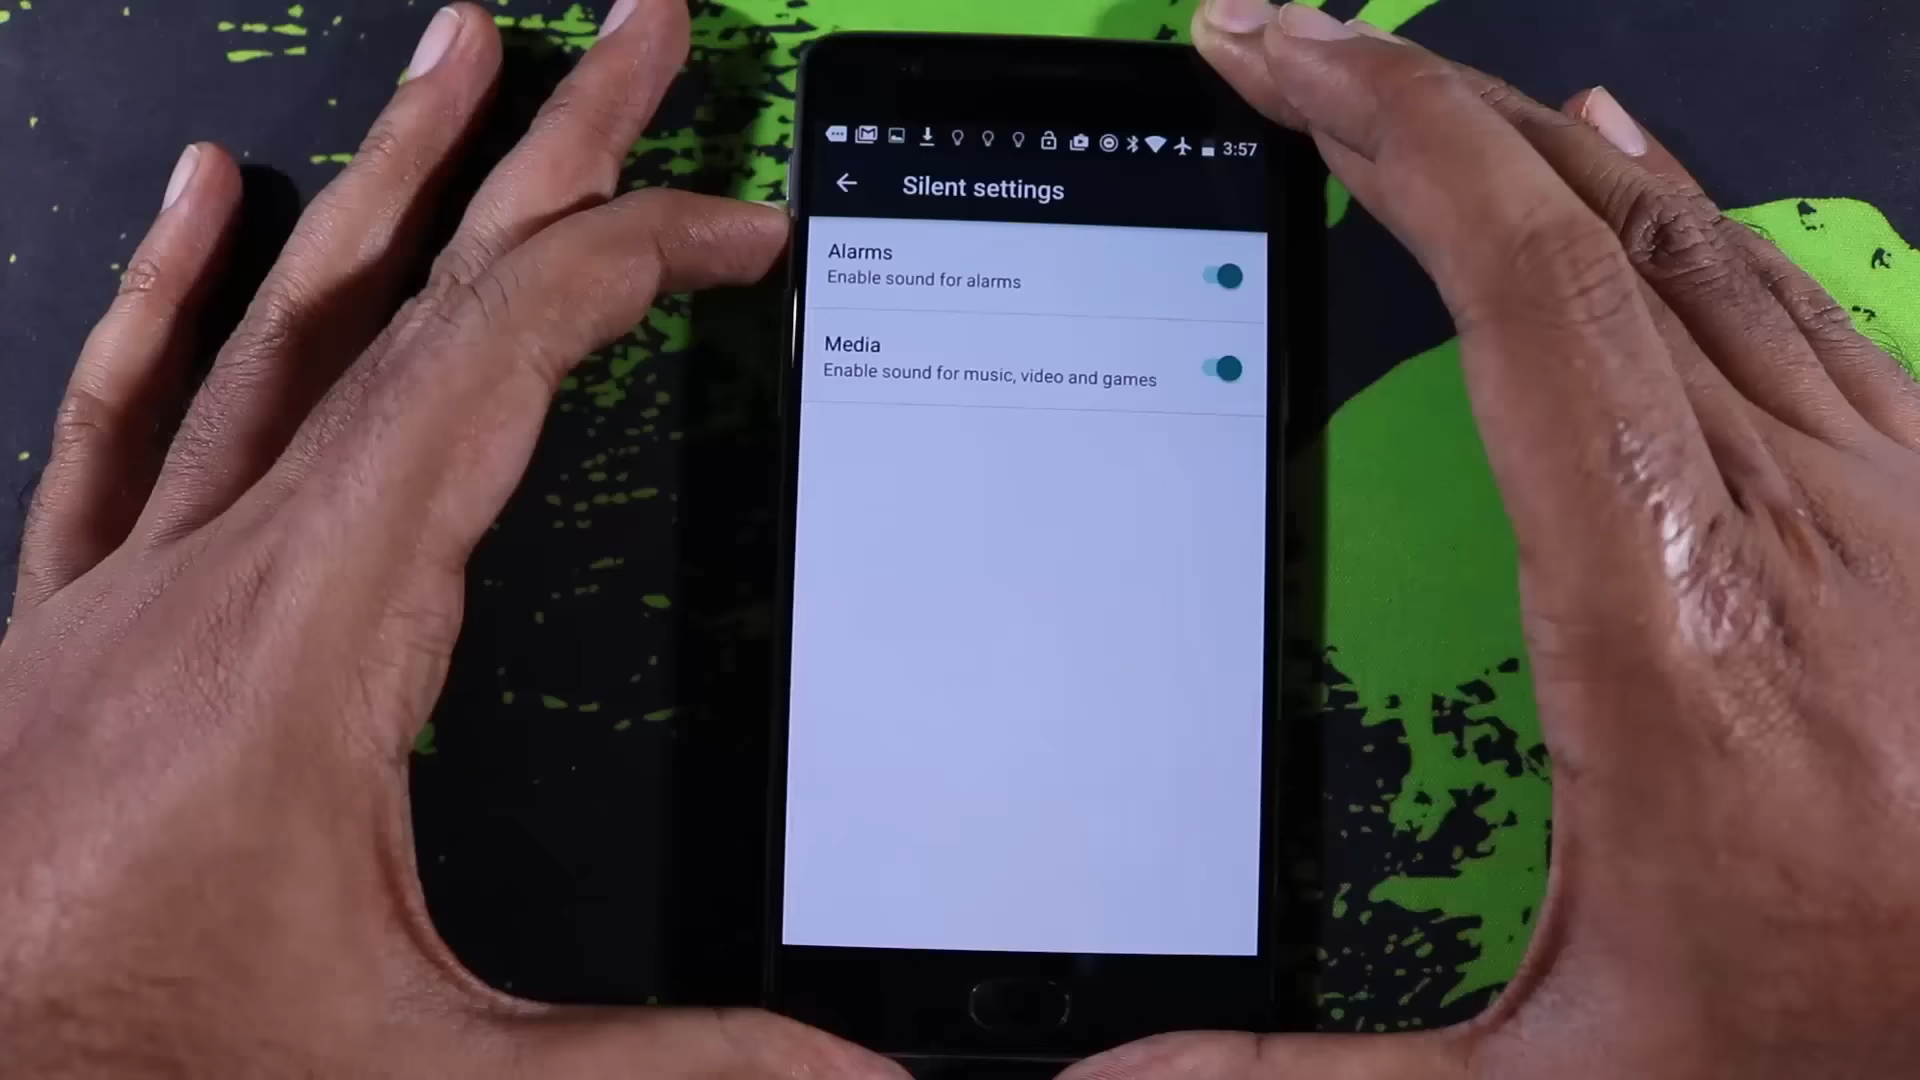 3:57
Silent settings
Alarms
Enable sound for alarms
Media
Enable sound for music, video and games